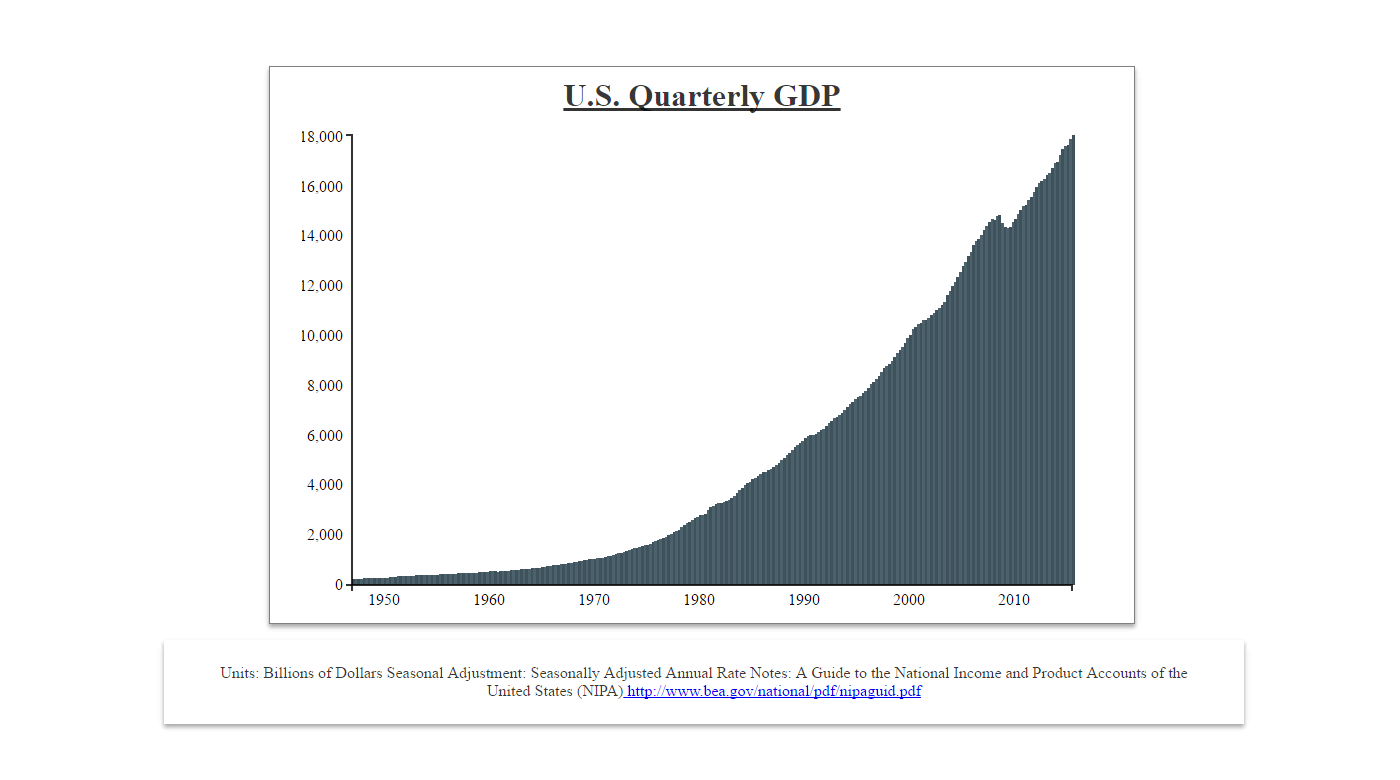 U.S. Quarterly GDP
18,000
16,000
14,000
12,000
10,000
8,000
6,000
4,000
2,000
0
1950 1960 1970 1980 1990 2000 2010
Units: Billions of Dollars Seasonal Adjustment: Seasonally Adjusted Annual Rate Notes: A Guide to the National Income and Product Accounts of the
United States (NIPA) http://www.bea.gov/national/pdf/nipaguid.pdf